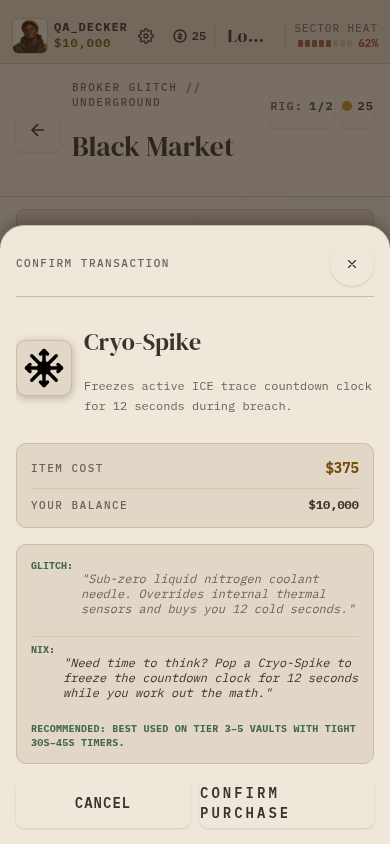 QA_DECKER
$10,000
25
Lo...
SECTOR HEAT
62%
BROKER GLITCH //
UNDERGROUND
RIG: 1/2
25
Black Market
CONFIRM TRANSACTION
Cryo-Spike
Freezes active ICE trace countdown clock
for 12 seconds during breach.
ITEM COST
$375
YOUR BALANCE
$10,000
GLITCH:
"Sub-zero liquid nitrogen coolant
needle. Overrides internal thermal
sensors and buys you 12 cold seconds."
NIX:
"Need time to think? Pop a Cryo-Spike to
freeze the countdown clock for 12 seconds
while you work out the math."
RECOMMENDED: BEST USED ON TIER 3–5 VAULTS WITH TIGHT
30S–45S TIMERS.
CANCEL
CONFIRM
PURCHASE